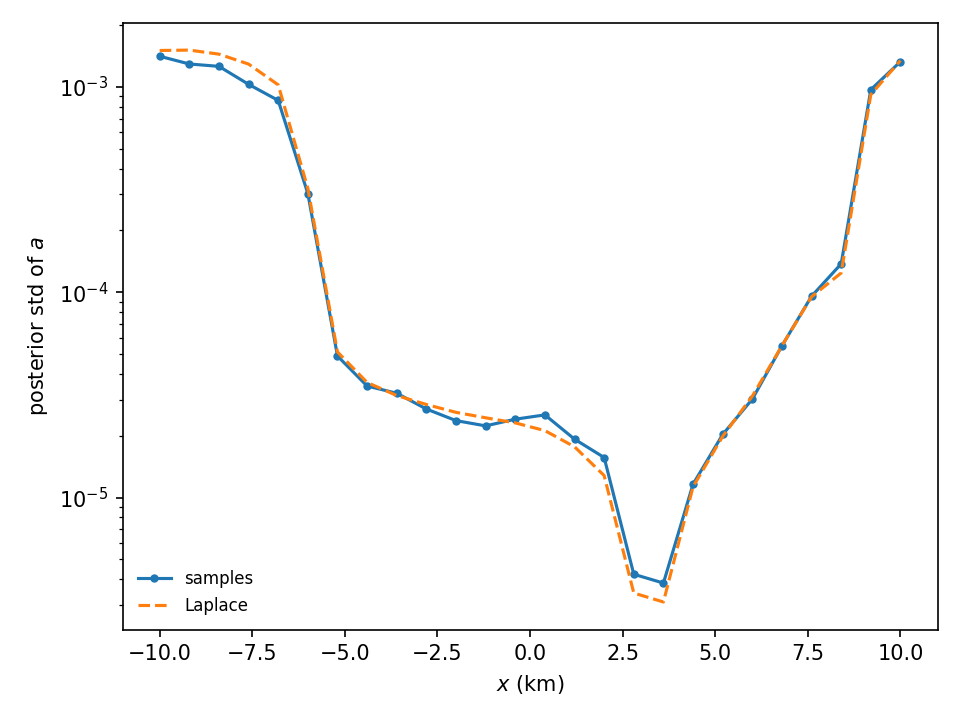 10⁻³
10⁻⁴
10⁻⁵
posterior std of a
samples
Laplace
−10.0 −7.5 −5.0 −2.5 0.0 2.5 5.0 7.5 10.0
x (km)